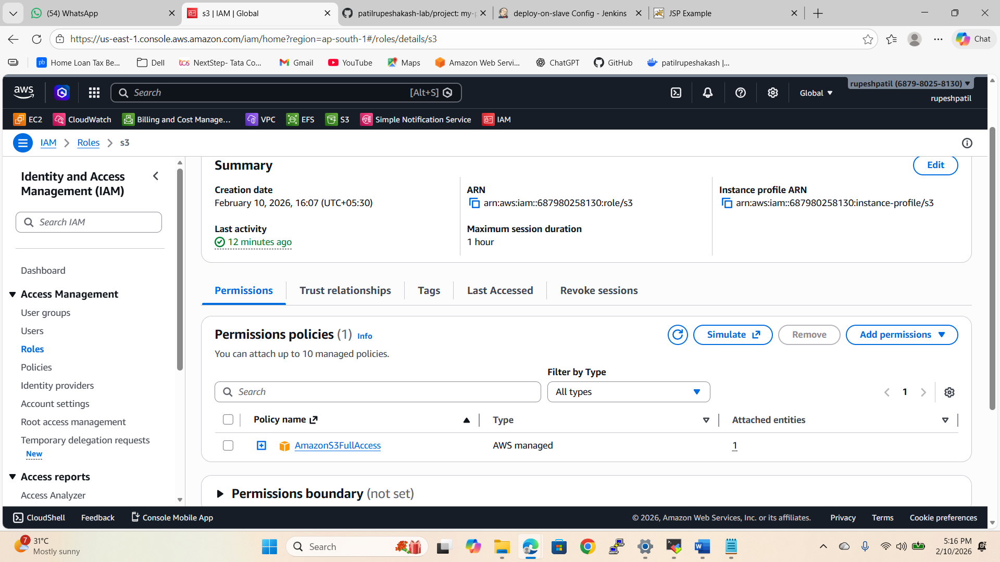 (54) WhatsApp
s3 | IAM | Global
patilrupeshakash-lab/project: my-p
deploy-on-slave Config - Jenkins
JSP Example
https://us-east-1.console.aws.amazon.com/iam/home?region=ap-south-1#/roles/details/s3
Chat
pb Home Loan Tax Be...
Dell
tcs NextStep- Tata Co...
Gmail
YouTube
Maps
Amazon Web Servi...
ChatGPT
GitHub
patilrupeshakash |...
aws
Search
[Alt+S]
Global
rupeshpatil (6879-8025-8130)
rupeshpatil
EC2
CloudWatch
Billing and Cost Manage...
VPC
EFS
S3
Simple Notification Service
IAM
IAM > Roles > s3
Identity and Access
Management (IAM)
Search IAM
Dashboard
Access Management
User groups
Users
Roles
Policies
Identity providers
Account settings
Root access management
Temporary delegation requests
New
Access reports
Access Analyzer
Summary
Edit
Creation date
February 10, 2026, 16:07 (UTC+05:30)
ARN
arn:aws:iam::687980258130:role/s3
Instance profile ARN
arn:aws:iam::687980258130:instance-profile/s3
Last activity
12 minutes ago
Maximum session duration
1 hour
Permissions
Trust relationships
Tags
Last Accessed
Revoke sessions
Permissions policies (1) Info
Simulate
Remove
Add permissions
You can attach up to 10 managed policies.
Filter by Type
Search
All types
1
Policy name
Type
Attached entities
AmazonS3FullAccess
AWS managed
1
Permissions boundary (not set)
CloudShell
Feedback
Console Mobile App
© 2026, Amazon Web Services, Inc. or its affiliates.
Privacy
Terms
Cookie preferences
7
31°C
Mostly sunny
Search
5:16 PM
2/10/2026